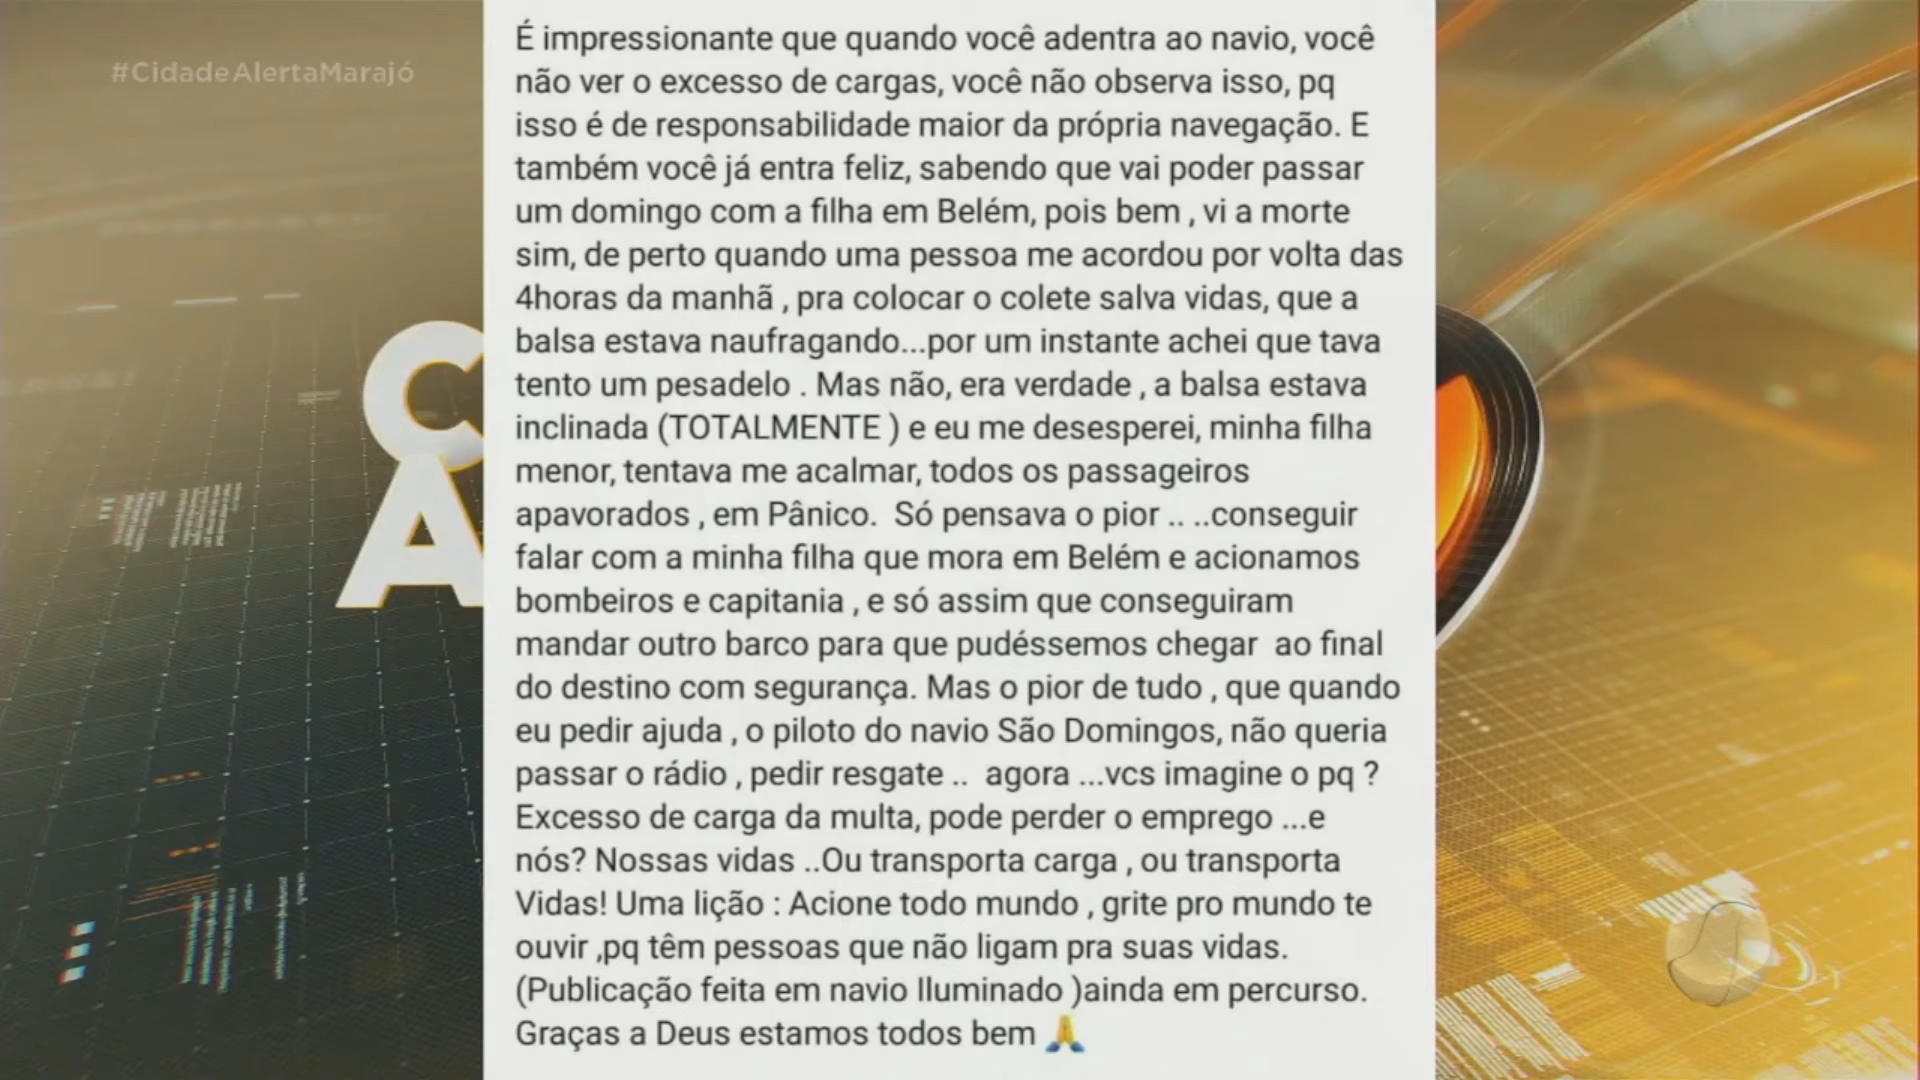 #CidadeAlertaMarajó
É impressionante que quando você adentra ao navio, você
não ver o excesso de cargas, você não observa isso, pq
isso é de responsabilidade maior da própria navegação. E
também você já entra feliz, sabendo que vai poder passar
um domingo com a filha em Belém, pois bem , vi a morte
sim, de perto quando uma pessoa me acordou por volta das
4horas da manhã , pra colocar o colete salva vidas, que a
balsa estava naufragando...por um instante achei que tava
tento um pesadelo . Mas não, era verdade , a balsa estava
inclinada (TOTALMENTE ) e eu me desesperei, minha filha
menor, tentava me acalmar, todos os passageiros
apavorados , em Pânico.  Só pensava o pior .. ..conseguir
falar com a minha filha que mora em Belém e acionamos
bombeiros e capitania , e só assim que conseguiram
mandar outro barco para que pudéssemos chegar  ao final
do destino com segurança. Mas o pior de tudo , que quando
eu pedir ajuda , o piloto do navio São Domingos, não queria
passar o rádio , pedir resgate ..  agora ...vcs imagine o pq ?
Excesso de carga da multa, pode perder o emprego ...e
nós? Nossas vidas ..Ou transporta carga , ou transporta
Vidas! Uma lição : Acione todo mundo , grite pro mundo te
ouvir ,pq têm pessoas que não ligam pra suas vidas.
(Publicação feita em navio Iluminado )ainda em percurso.
Graças a Deus estamos todos bem 🙏
C
A